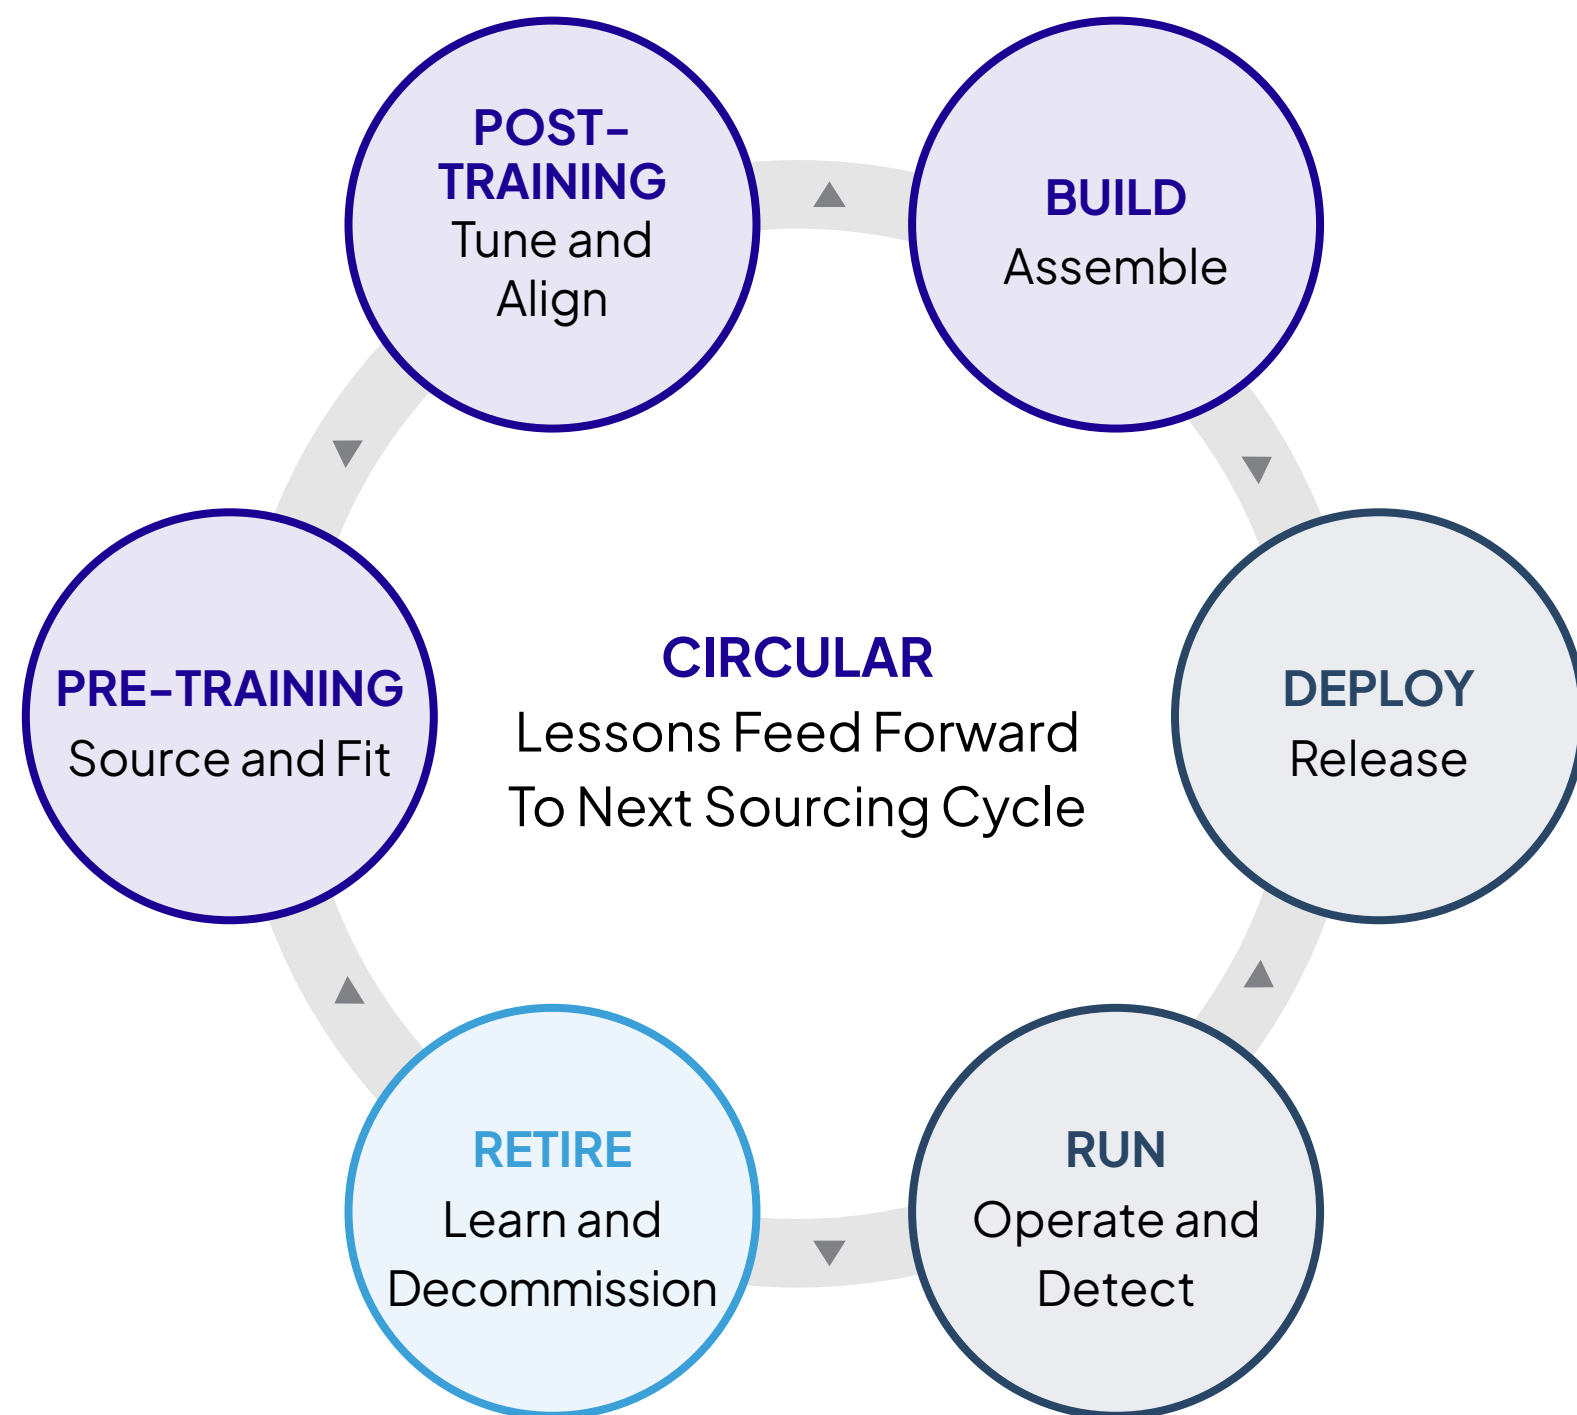 POST-
TRAINING
Tune and
Align
BUILD
Assemble
PRE-TRAINING
Source and Fit
CIRCULAR
Lessons Feed Forward
To Next Sourcing Cycle
DEPLOY
Release
RETIRE
Learn and
Decommission
RUN
Operate and
Detect